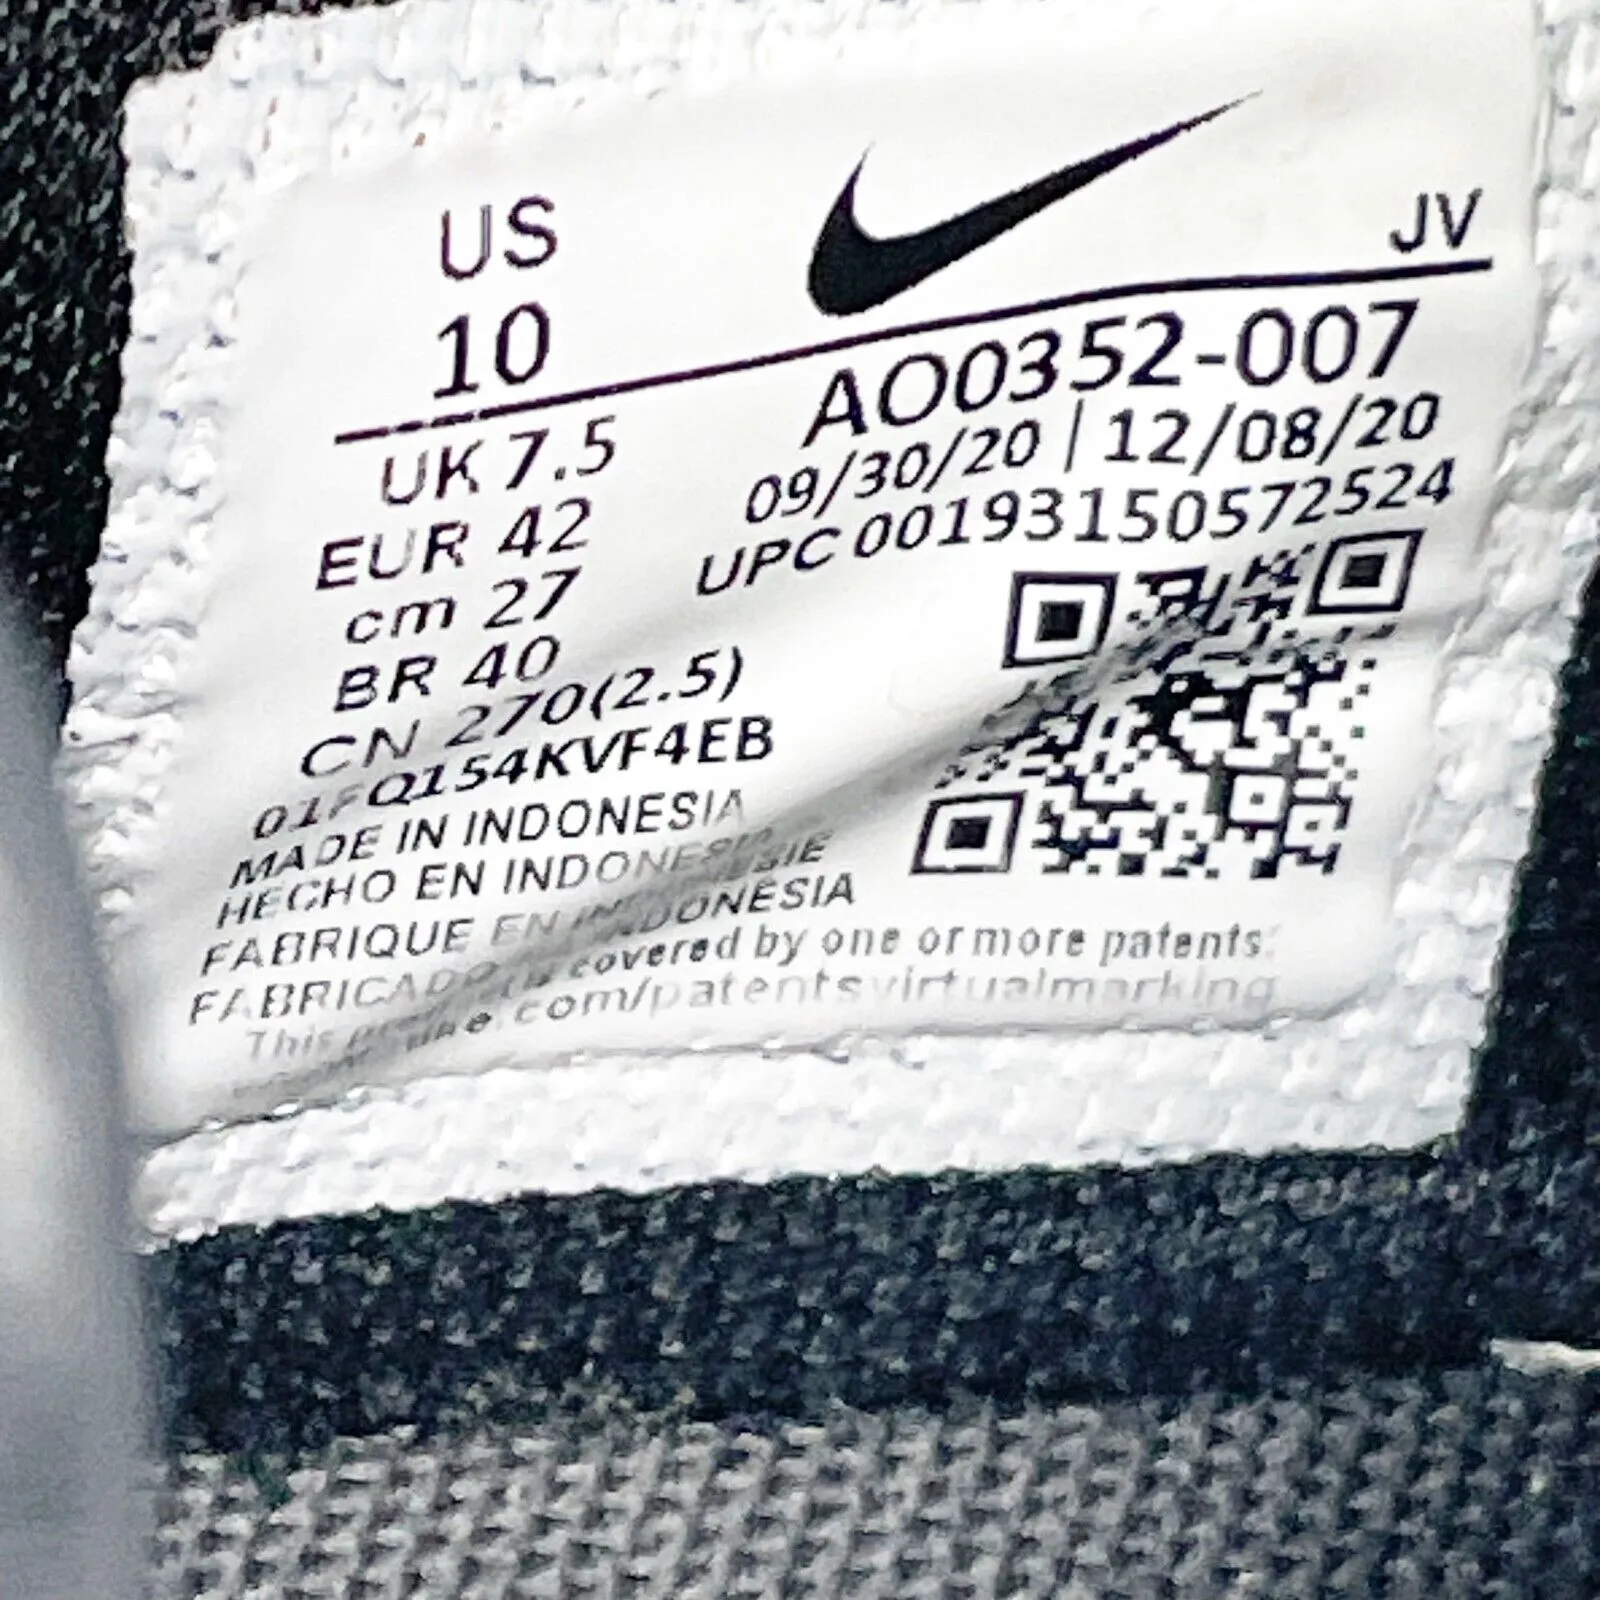 US
10
JV
UK 7.5
EUR 42
cm 27
BR 40
CN 270(2.5)
AO0352-007
09/30/20 | 12/08/20
UPC 00193150572524
01FQ154KVF4EB
MADE IN INDONESIA
HECHO EN INDONESIA
FABRIQUE EN
FABRICADO INDONESIA
This covered by one or more patents.
.com/patentsvirtualmarking